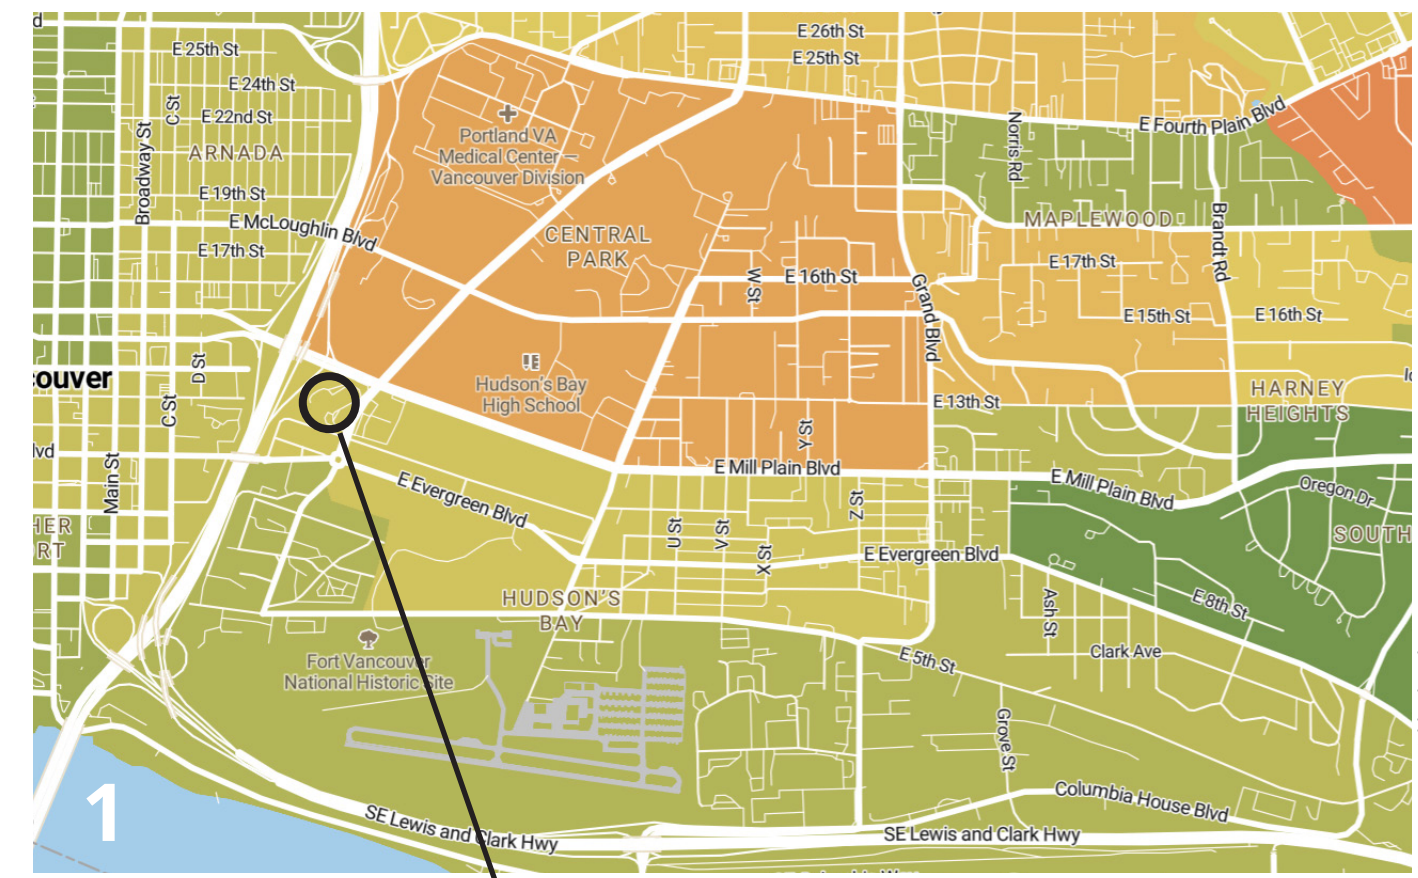 d
E 25th St
E 26th St
E 25th St
E 24th St
C St
E 22nd St
Broadway St
ARNADA
Portland VA
Medical Center –
Vancouver Division
Norris Rd
E Fourth Plain Blvd
E 19th St
E McLoughlin Blvd
E 17th St
CENTRAL
PARK
MAPLEWOOD
Brandt Rd
W St
E 16th St
E 17th St
Grand Blvd
E 15th St
E 16th St
couver
D St
C St
Hudson's Bay
High School
E 13th St
HARNEY
HEIGHTS
lvd
Main St
Y St
E Mill Plain Blvd
E Mill Plain Blvd
Oregon Dr
E Evergreen Blvd
HER
RT
U St
V St
X St
Z St
E Evergreen Blvd
SOUTH
HUDSON'S
BAY
Ash St
E 8th St
Fort Vancouver
National Historic Site
E 5th St
Clark Ave
Grove St
1
SE Lewis and Clark Hwy
Columbia House Blvd
SE Lewis and Clark Hwy